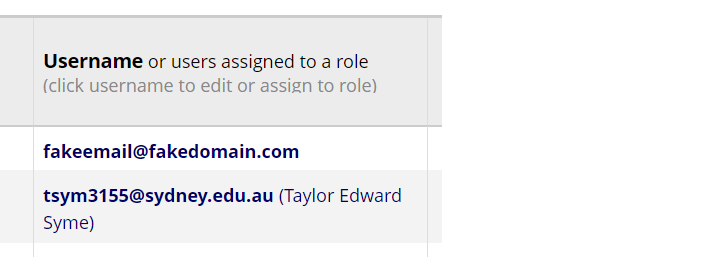 Username or users assigned to a role
(click username to edit or assign to role)
fakeemail@fakedomain.com
tsym3155@sydney.edu.au (Taylor Edward
Syme)